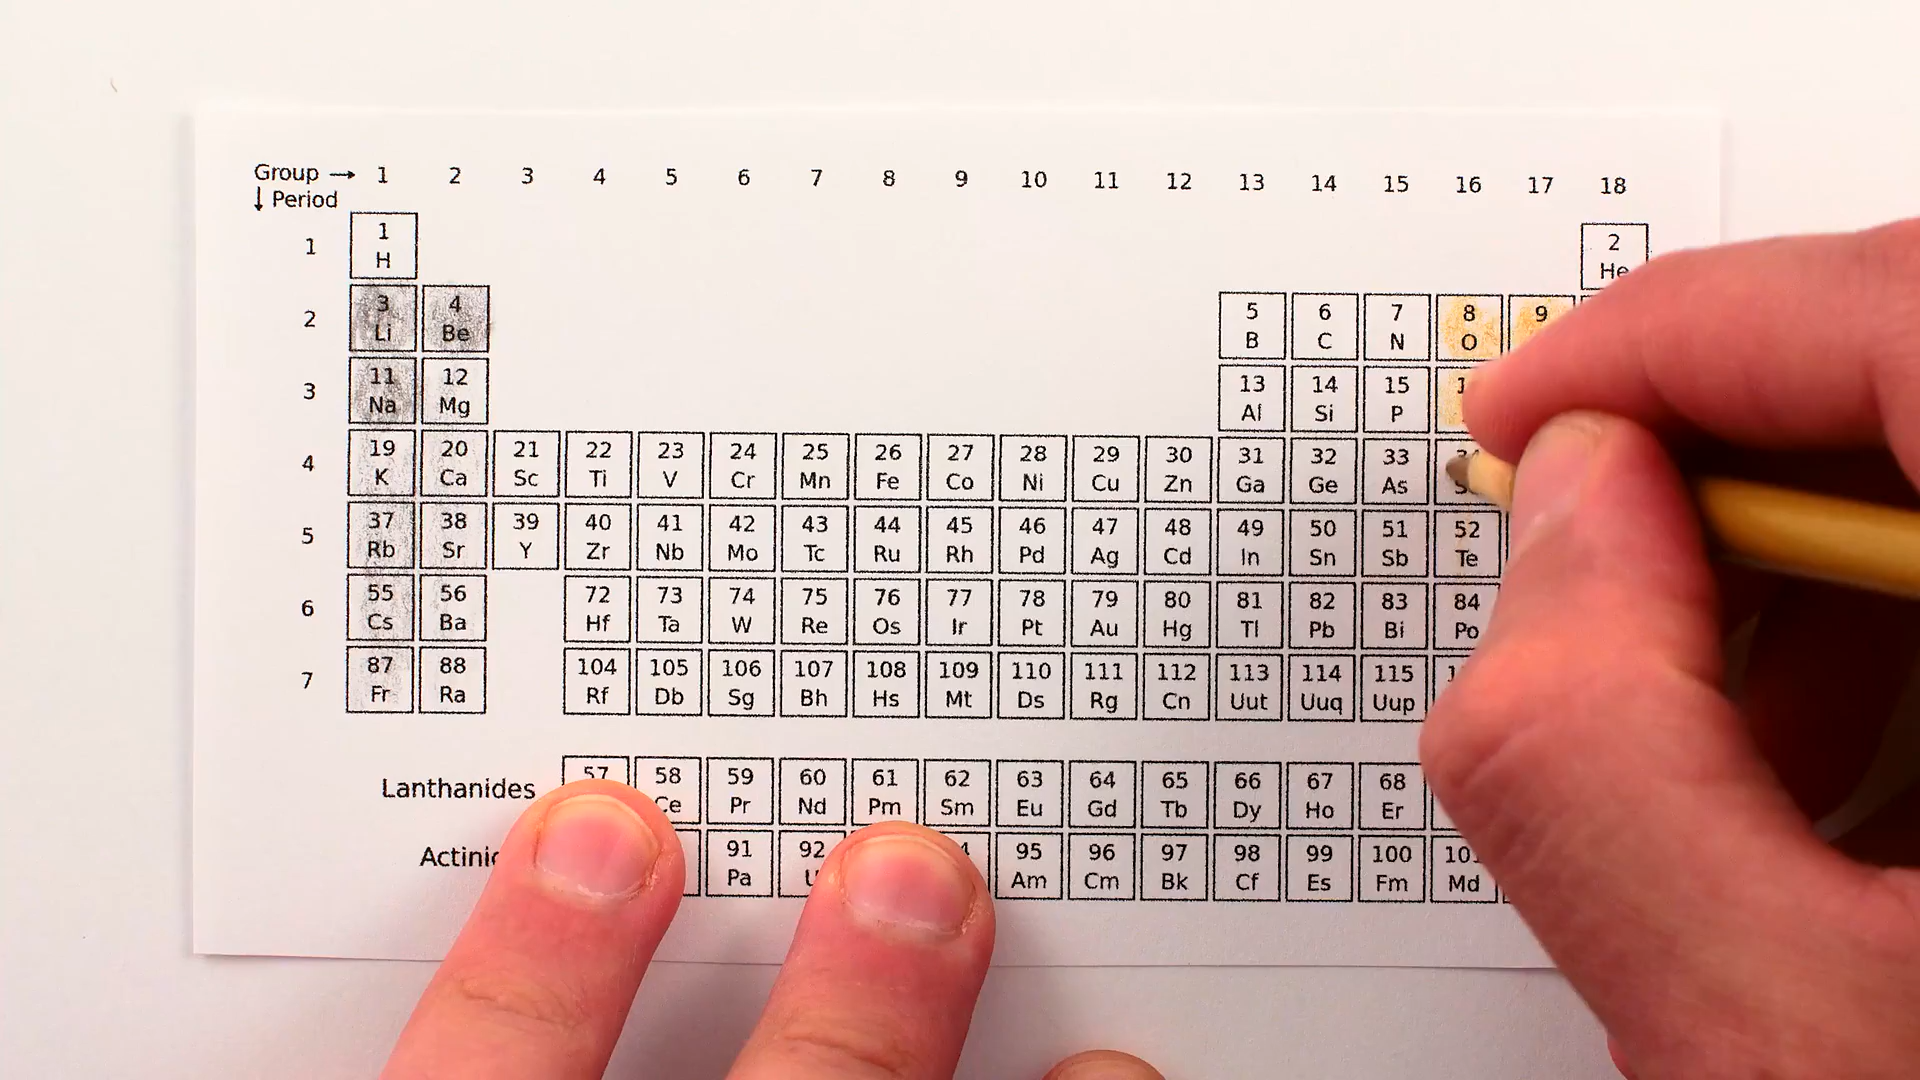 Group → 1 2 3 4 5 6 7 8 9 10 11 12 13 14 15 16 17 18
↓ Period
1 1 2
H He
2 3 4 5 6 7 8 9
Li Be B C N O
3 11 12 13 14 15
Na Mg Al Si P
4 19 20 21 22 23 24 25 26 27 28 29 30 31 32 33
K Ca Sc Ti V Cr Mn Fe Co Ni Cu Zn Ga Ge As
5 37 38 39 40 41 42 43 44 45 46 47 48 49 50 51 52
Rb Sr Y Zr Nb Mo Tc Ru Rh Pd Ag Cd In Sn Sb Te
6 55 56 72 73 74 75 76 77 78 79 80 81 82 83 84
Cs Ba Hf Ta W Re Os Ir Pt Au Hg Tl Pb Bi Po
7 87 88 104 105 106 107 108 109 110 111 112 113 114 115
Fr Ra Rf Db Sg Bh Hs Mt Ds Rg Cn Uut Uuq Uup
57 58 59 60 61 62 63 64 65 66 67 68
Lanthanides Ce Pr Nd Pm Sm Eu Gd Tb Dy Ho Er
91 92 95 96 97 98 99 100 101
Pa Am Cm Bk Cf Es Fm Md